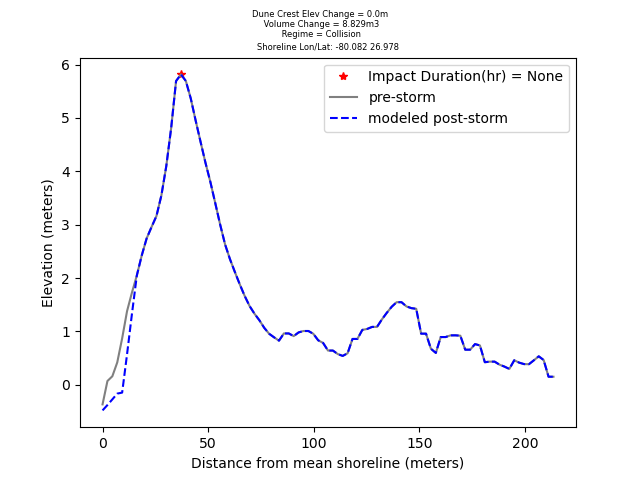 Dune Crest Elev Change = 0.0m
Volume Change = 8.829m3
Regime = Collision
Shoreline Lon/Lat: -80.082 26.978
Impact Duration(hr) = None
pre-storm
modeled post-storm
Elevation (meters)
6
5
4
3
2
1
0
0 50 100 150 200
Distance from mean shoreline (meters)